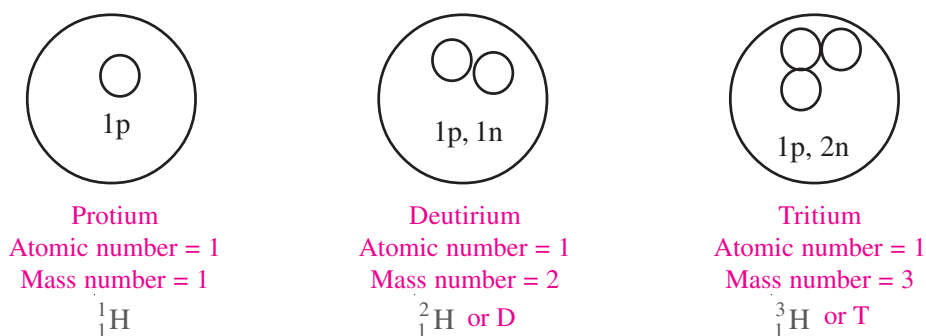 1p
Protium
Atomic number = 1
Mass number = 1
¹₁H
1p, 1n
Deutirium
Atomic number = 1
Mass number = 2
²₁H or D
1p, 2n
Tritium
Atomic number = 1
Mass number = 3
³₁H or T